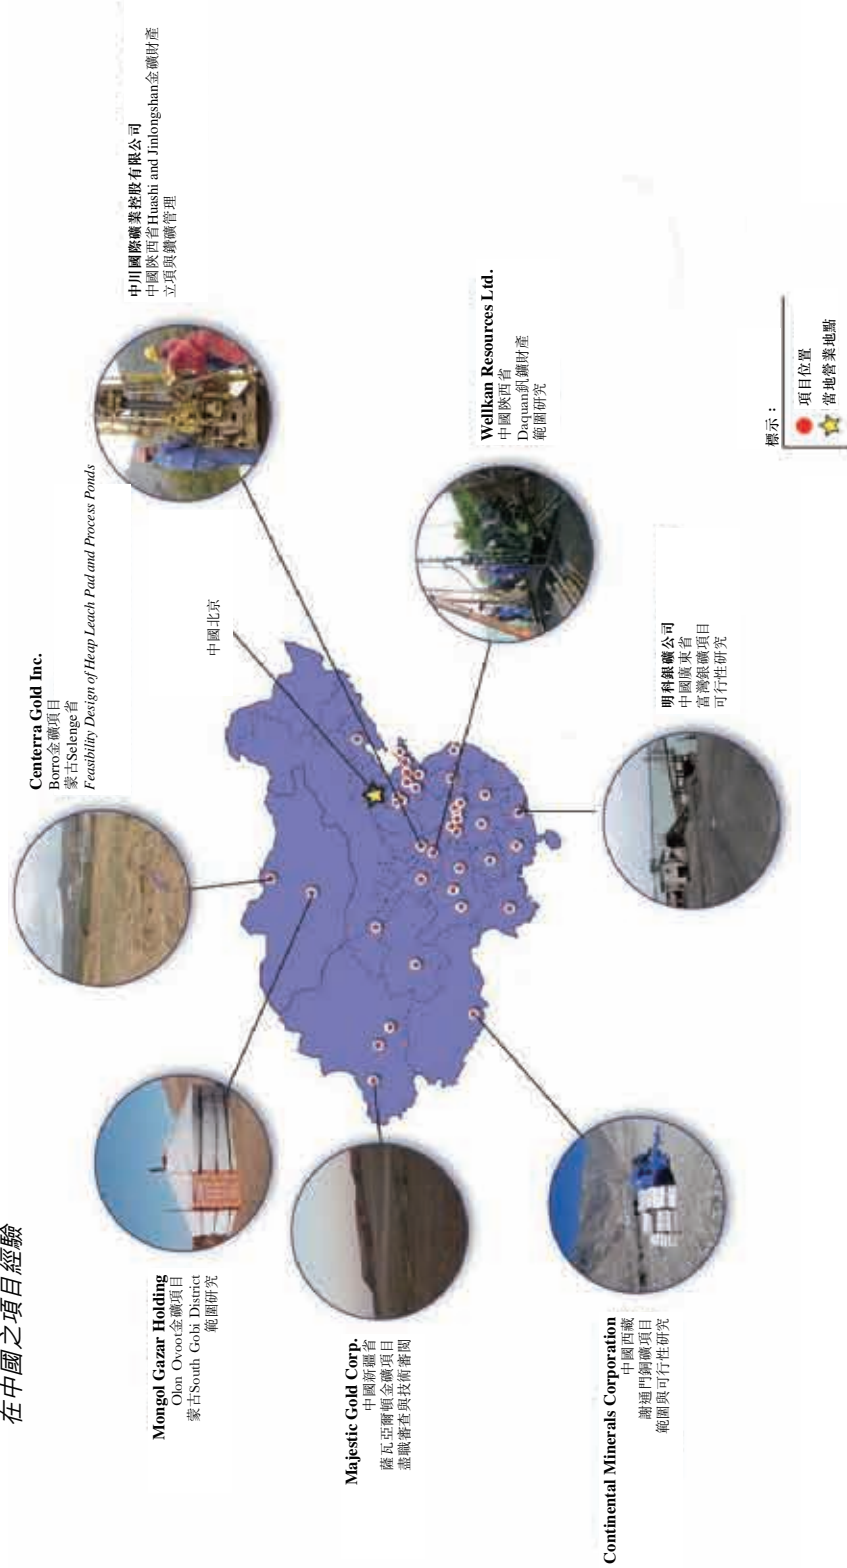 在中國之項目經驗
Mongol Gazar Holding
Olon Ovoot金礦項目
蒙古South Gobi District
範圍研究
Centerra Gold Inc.
Borro金礦項目
蒙古Selenge省
Feasibility Design of Heap Leach Pad and Process Ponds
中國北京
中川國際礦業控股有限公司
中國陝西省Huashi and Jinlongshan金礦財產
立項與鑽礦管理
Majestic Gold Corp.
中國新疆省
薩瓦亞爾頓金礦項目
盡職審查與技術審閱
Wellkan Resources Ltd.
中國陝西省
Daquan釩鑛財產
範圍研究
Continental Minerals Corporation
中國西藏
謝通門銅礦項目
範圍與可行性研究
明科銀礦公司
中國廣東省
富灣銀礦項目
可行性研究
標示：
項目位置
當地營業地點